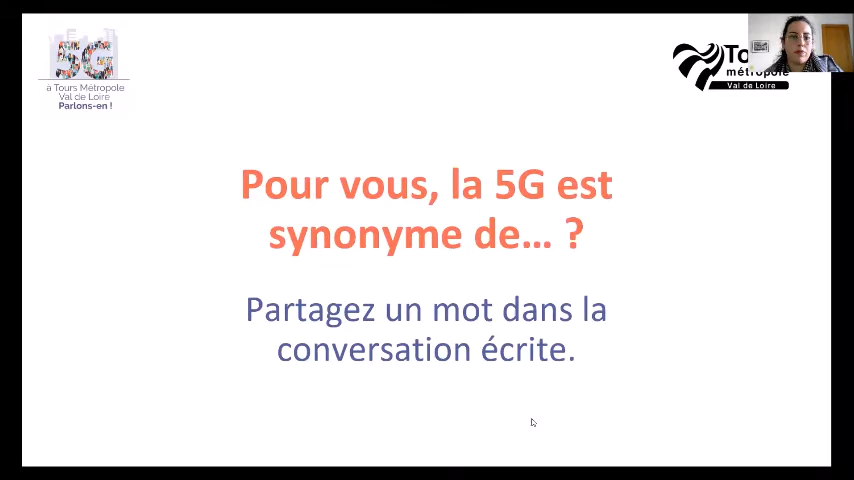 5G
à Tours Métropole
Val de Loire
Parlons-en !
métropole
Val de Loire
Pour vous, la 5G est
synonyme de... ?
Partagez un mot dans la
conversation écrite.